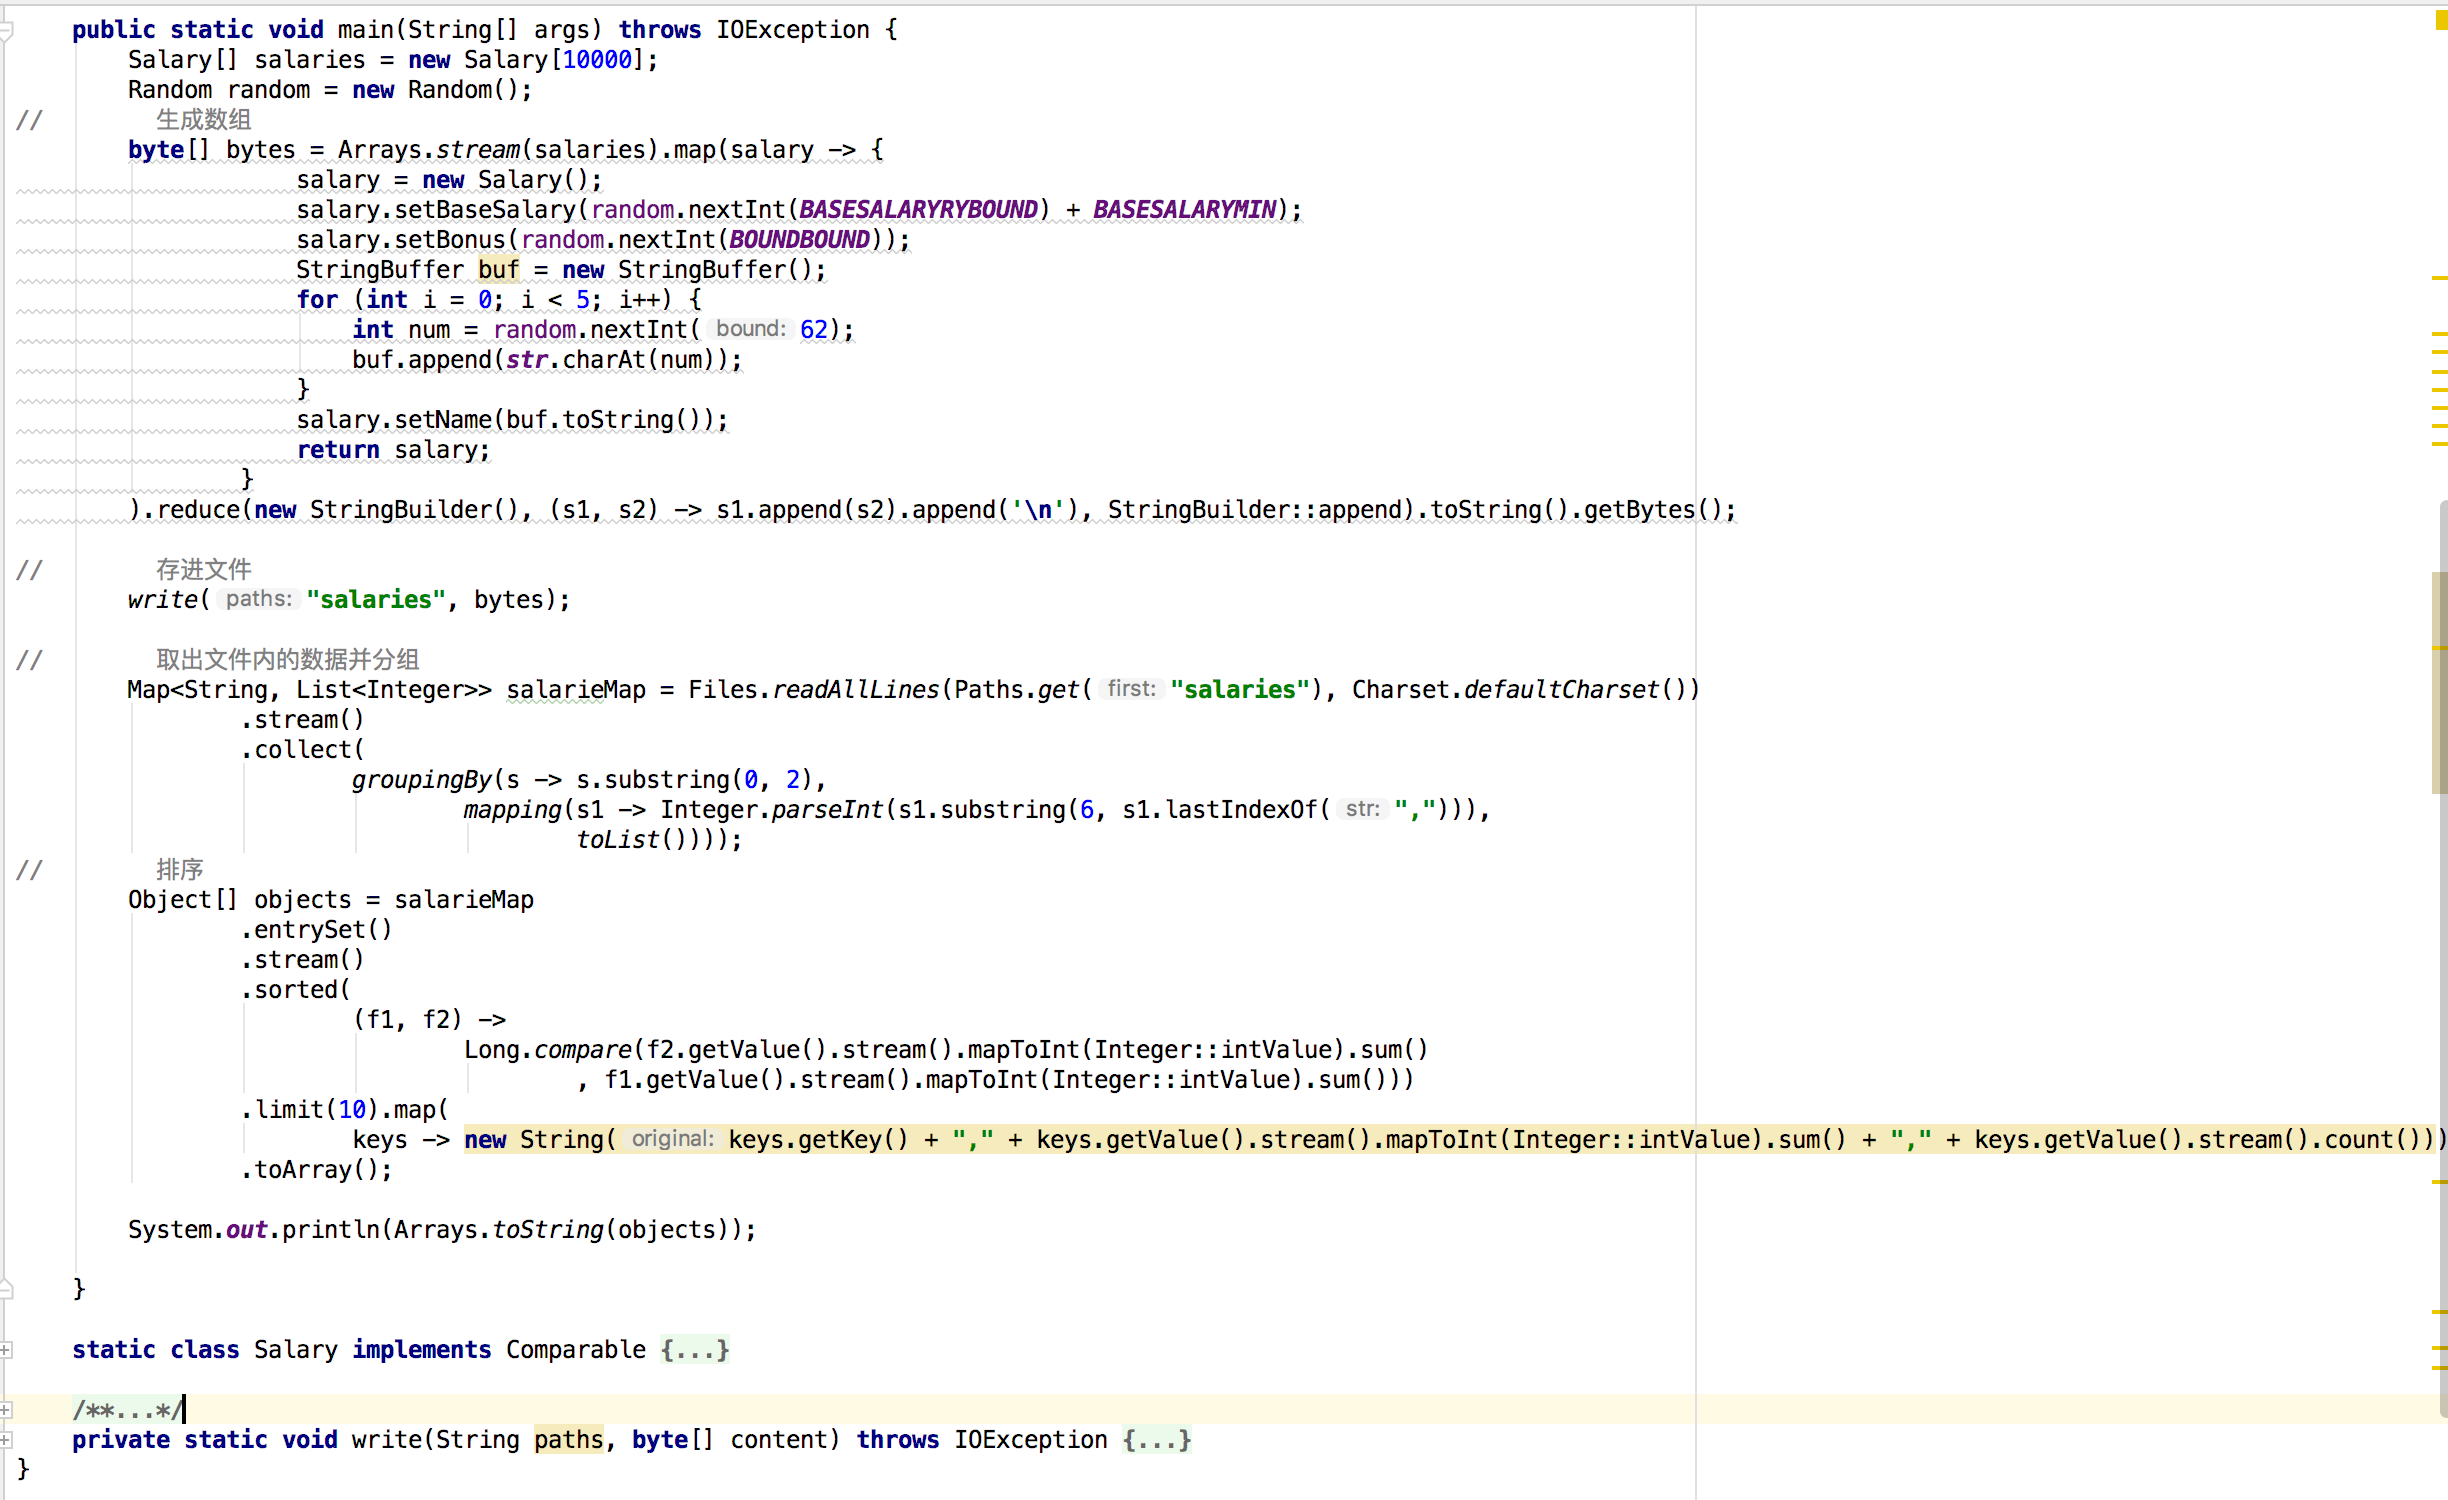 public static void main(String[] args) throws IOException {
Salary[] salaries = new Salary[10000];
Random random = new Random();
// 生成数组
byte[] bytes = Arrays.stream(salaries).map(salary -> {
salary = new Salary();
salary.setBaseSalary(random.nextInt(BASESALARYRYBOUND) + BASESALARYMIN);
salary.setBonus(random.nextInt(BOUNDBOUND));
StringBuffer buf = new StringBuffer();
for (int i = 0; i < 5; i++) {
int num = random.nextInt( bound: 62);
buf.append(str.charAt(num));
}
salary.setName(buf.toString());
return salary;
}
).reduce(new StringBuilder(), (s1, s2) -> s1.append(s2).append('\n'), StringBuilder::append).toString().getBytes();
// 存进文件
write( paths: "salaries", bytes);
// 取出文件内的数据并分组
Map<String, List<Integer>> salarieMap = Files.readAllLines(Paths.get( first: "salaries"), Charset.defaultCharset())
.stream()
.collect(
groupingBy(s -> s.substring(0, 2),
mapping(s1 -> Integer.parseInt(s1.substring(6, s1.lastIndexOf( str: ","))),
toList())));
// 排序
Object[] objects = salarieMap
.entrySet()
.stream()
.sorted(
(f1, f2) ->
Long.compare(f2.getValue().stream().mapToInt(Integer::intValue).sum()
, f1.getValue().stream().mapToInt(Integer::intValue).sum()))
.limit(10).map(
keys -> new String( original: keys.getKey() + "," + keys.getValue().stream().mapToInt(Integer::intValue).sum() + "," + keys.getValue().stream().count()))
.toArray();
System.out.println(Arrays.toString(objects));
}
static class Salary implements Comparable {...}
/**...*/
private static void write(String paths, byte[] content) throws IOException {...}
}